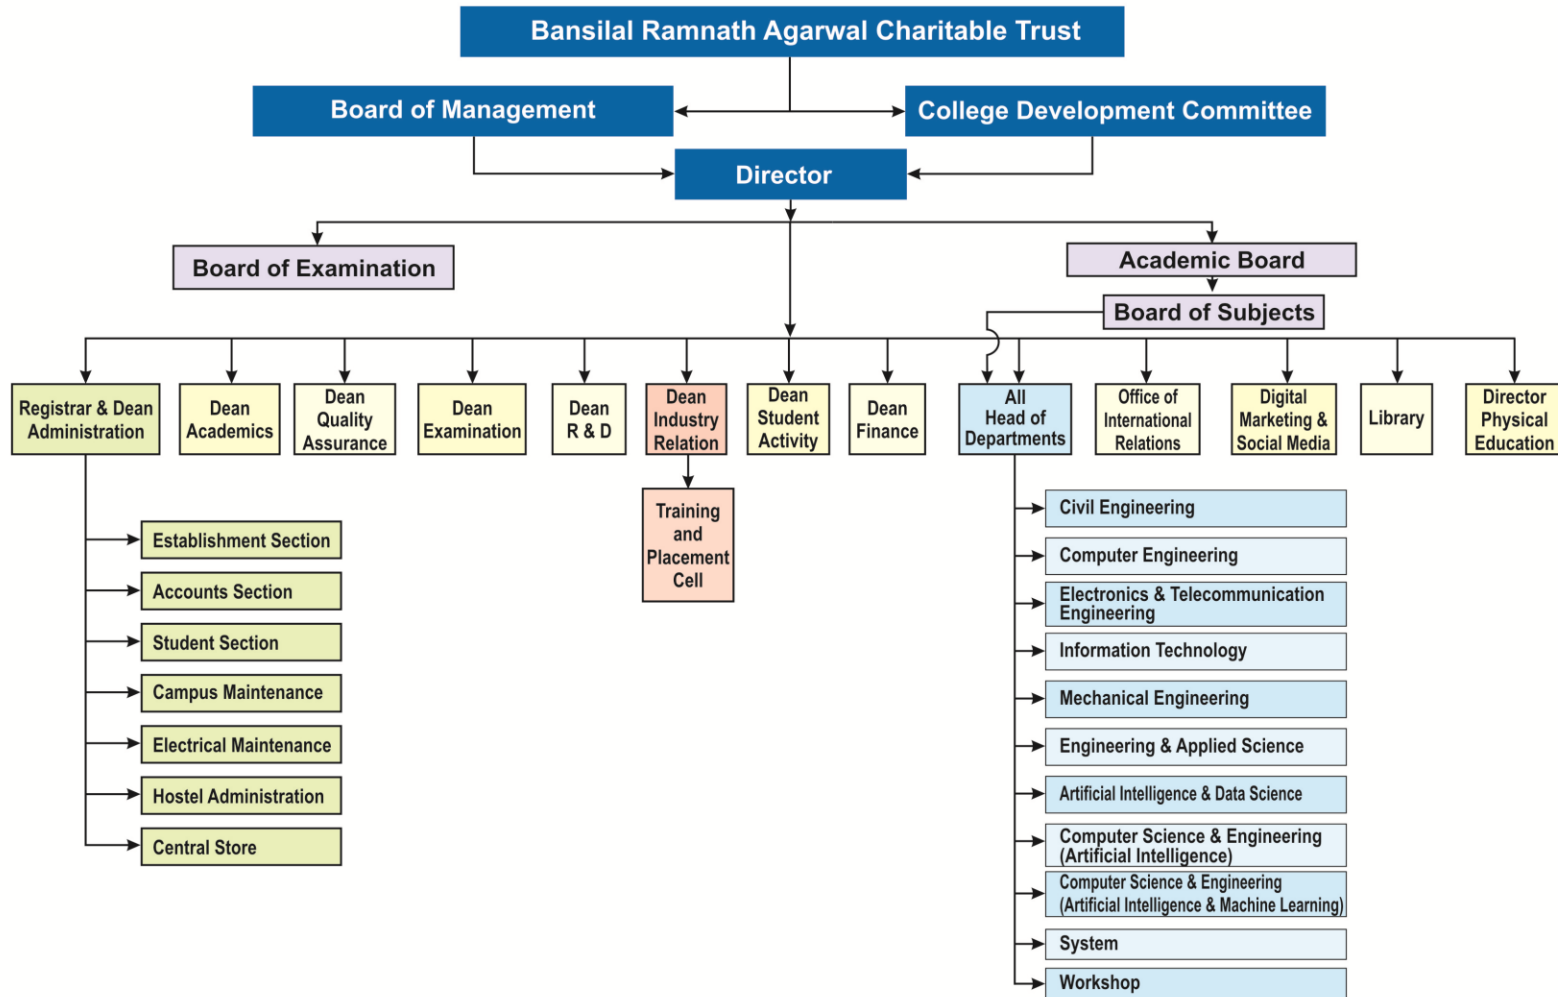 Bansilal Ramnath Agarwal Charitable Trust
Board of Management
College Development Committee
Director
Board of Examination
Academic Board
Board of Subjects
Registrar & Dean
Administration
Dean
Academics
Dean
Quality
Assurance
Dean
Examination
Dean
R & D
Dean
Industry
Relation
Dean
Student
Activity
Dean
Finance
All
Head of
Departments
Office of
International
Relations
Digital
Marketing &
Social Media
Library
Director
Physical
Education
Establishment Section
Accounts Section
Student Section
Campus Maintenance
Electrical Maintenance
Hostel Administration
Central Store
Training
and
Placement
Cell
Civil Engineering
Computer Engineering
Electronics & Telecommunication
Engineering
Information Technology
Mechanical Engineering
Engineering & Applied Science
Artificial Intelligence & Data Science
Computer Science & Engineering
(Artificial Intelligence)
Computer Science & Engineering
(Artificial Intelligence & Machine Learning)
System
Workshop